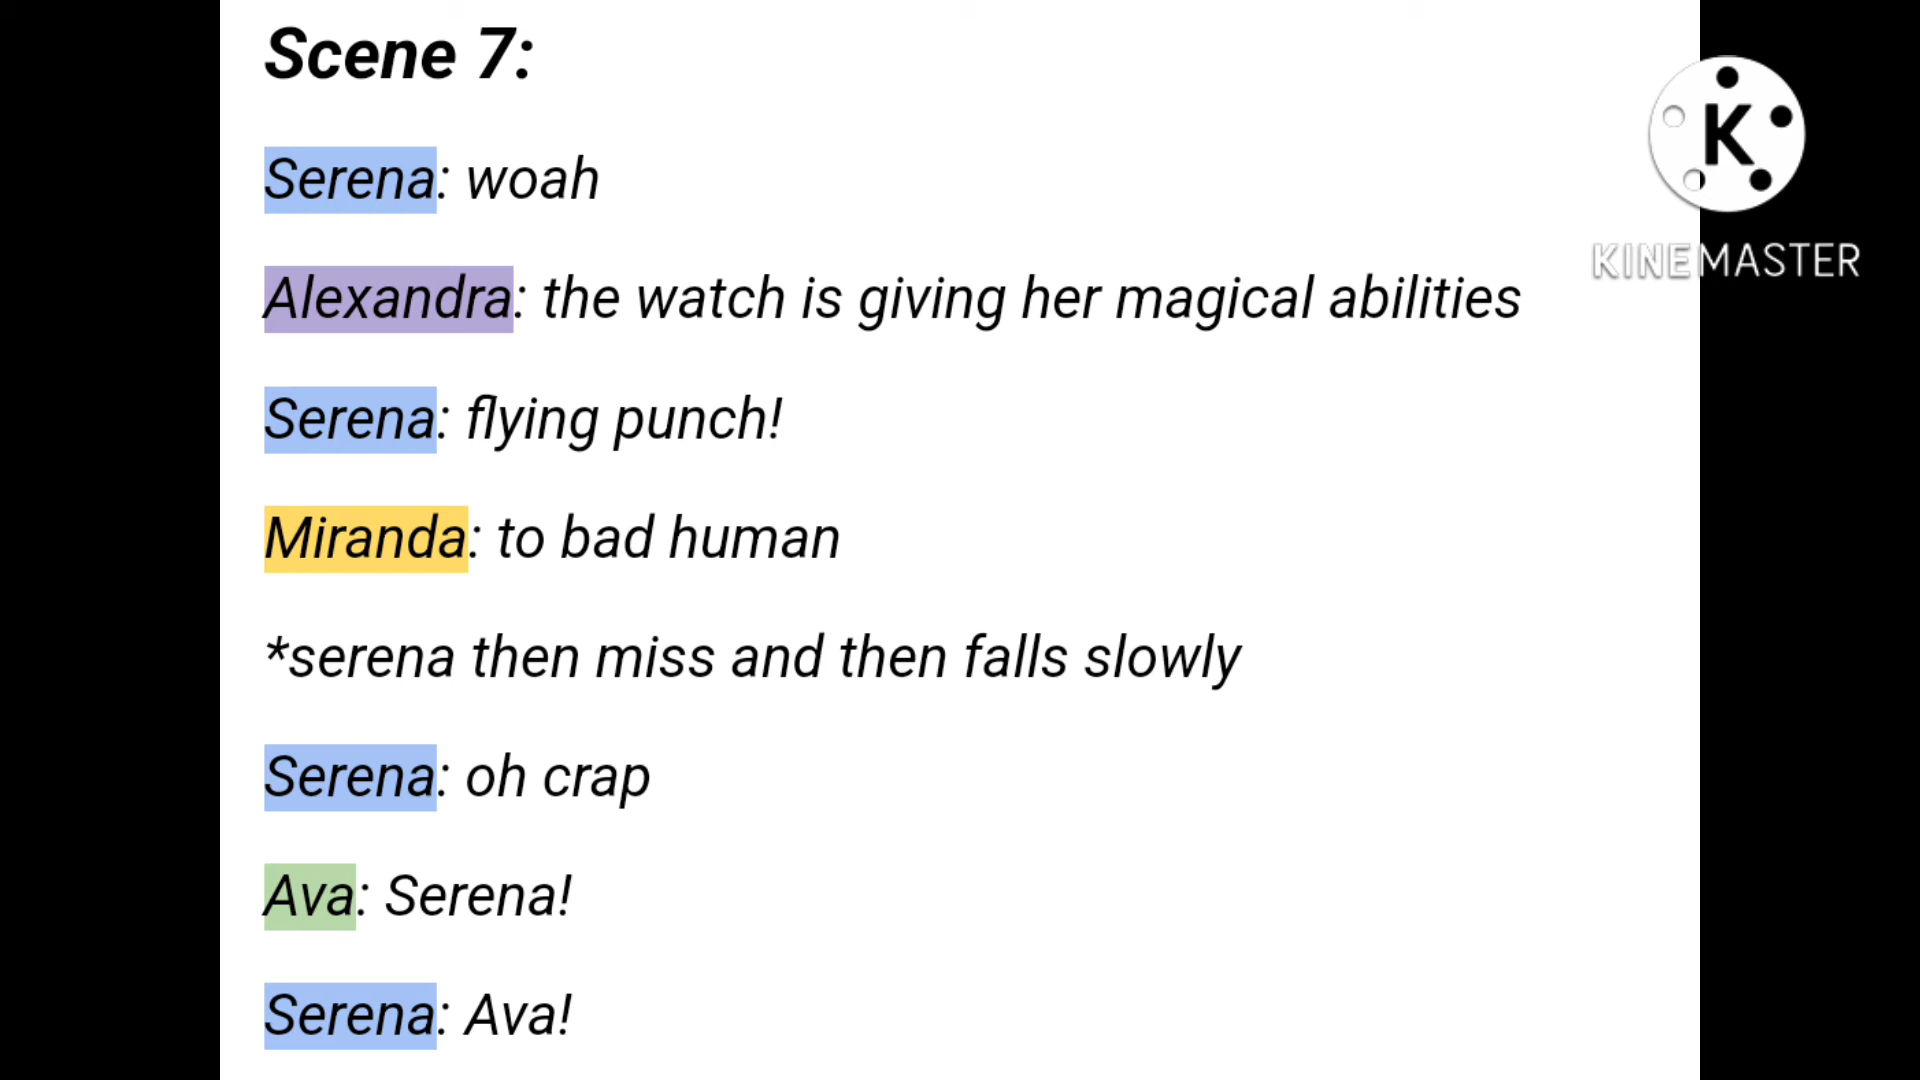 Scene 7:
Serena: woah
Alexandra: the watch is giving her magical abilities
Serena: flying punch!
Miranda: to bad human
*serena then miss and then falls slowly
Serena: oh crap
Ava: Serena!
Serena: Ava!
K
KINEMASTER